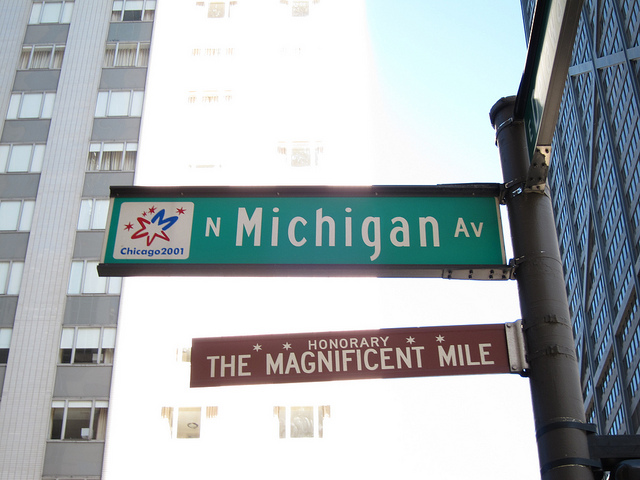 N Michigan Av
Chicago2001
HONORARY
THE MAGNIFICENT MILE